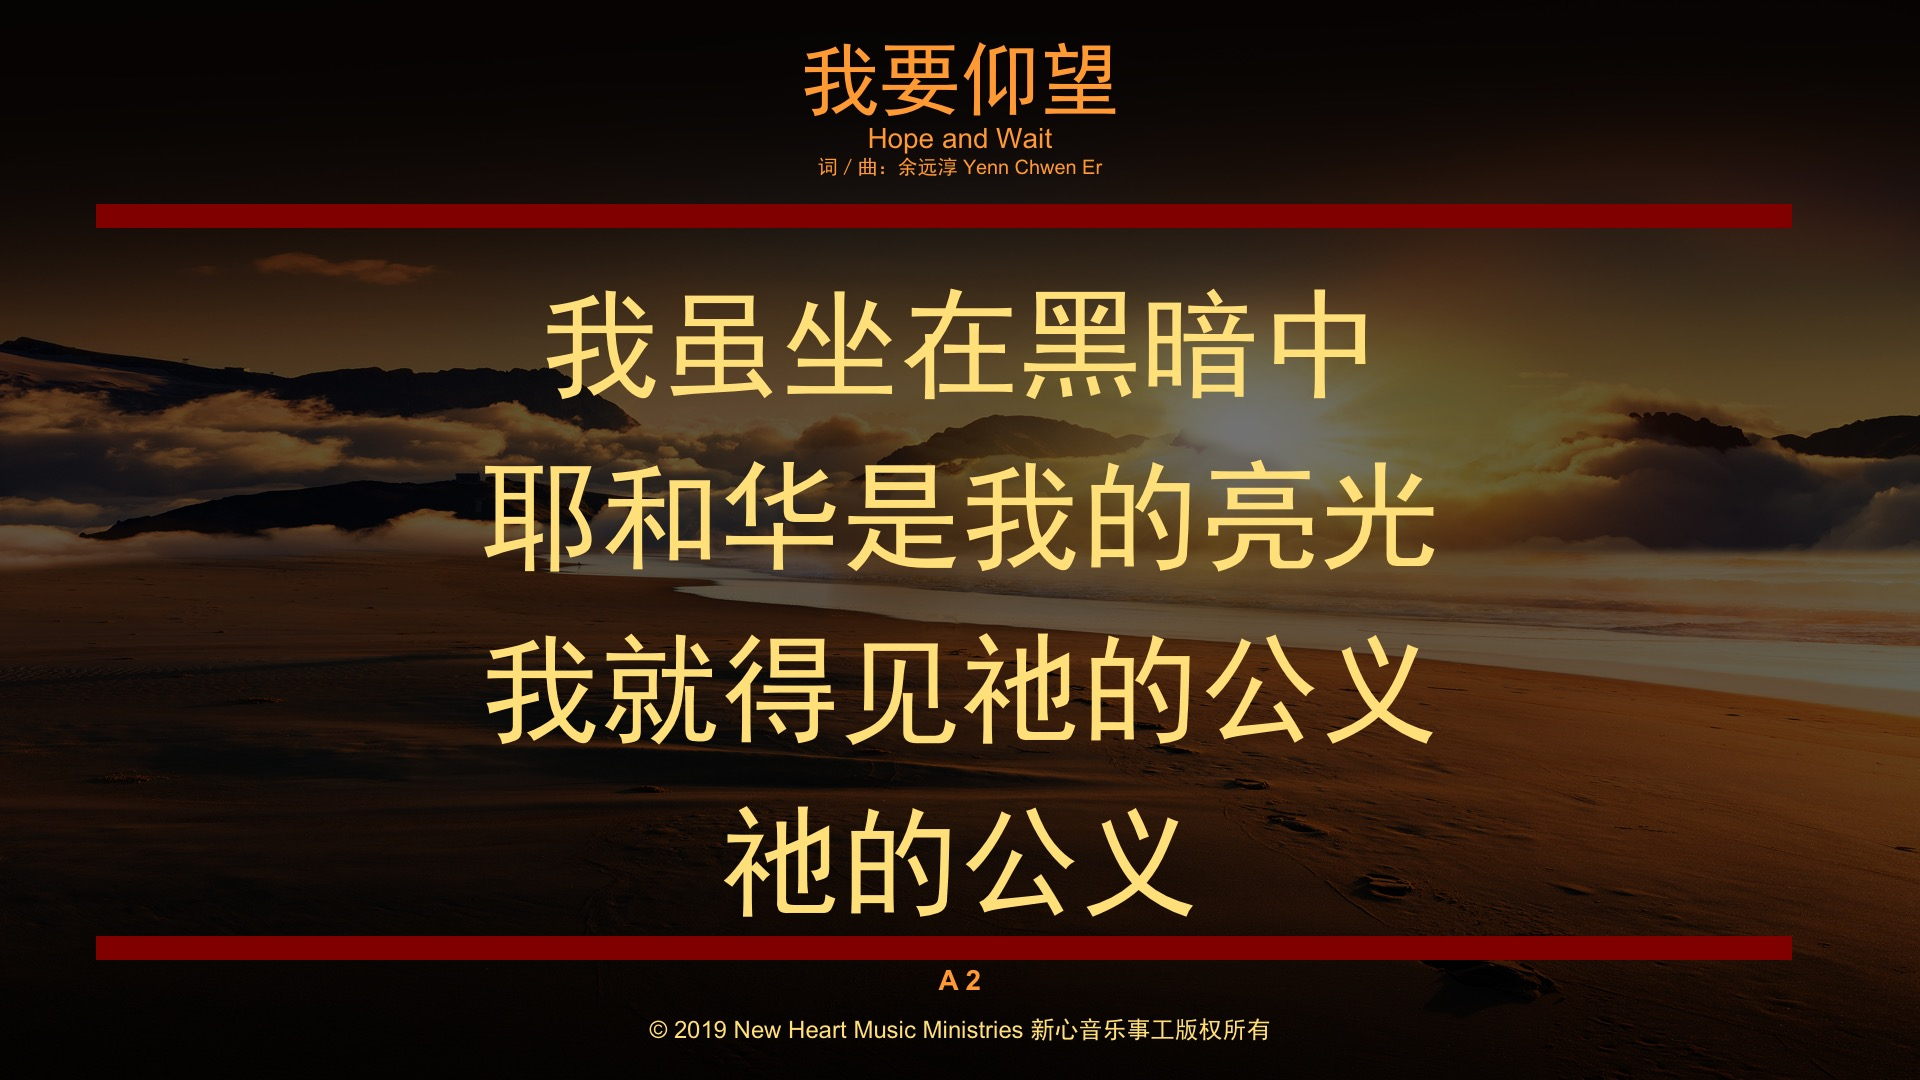 我要仰望
Hope and Wait
词 / 曲：余远淳 Yenn Chwen Er
我虽坐在黑暗中
耶和华是我的亮光
我就得见祂的公义
祂的公义
A 2
© 2019 New Heart Music Ministries 新心音乐事工版权所有